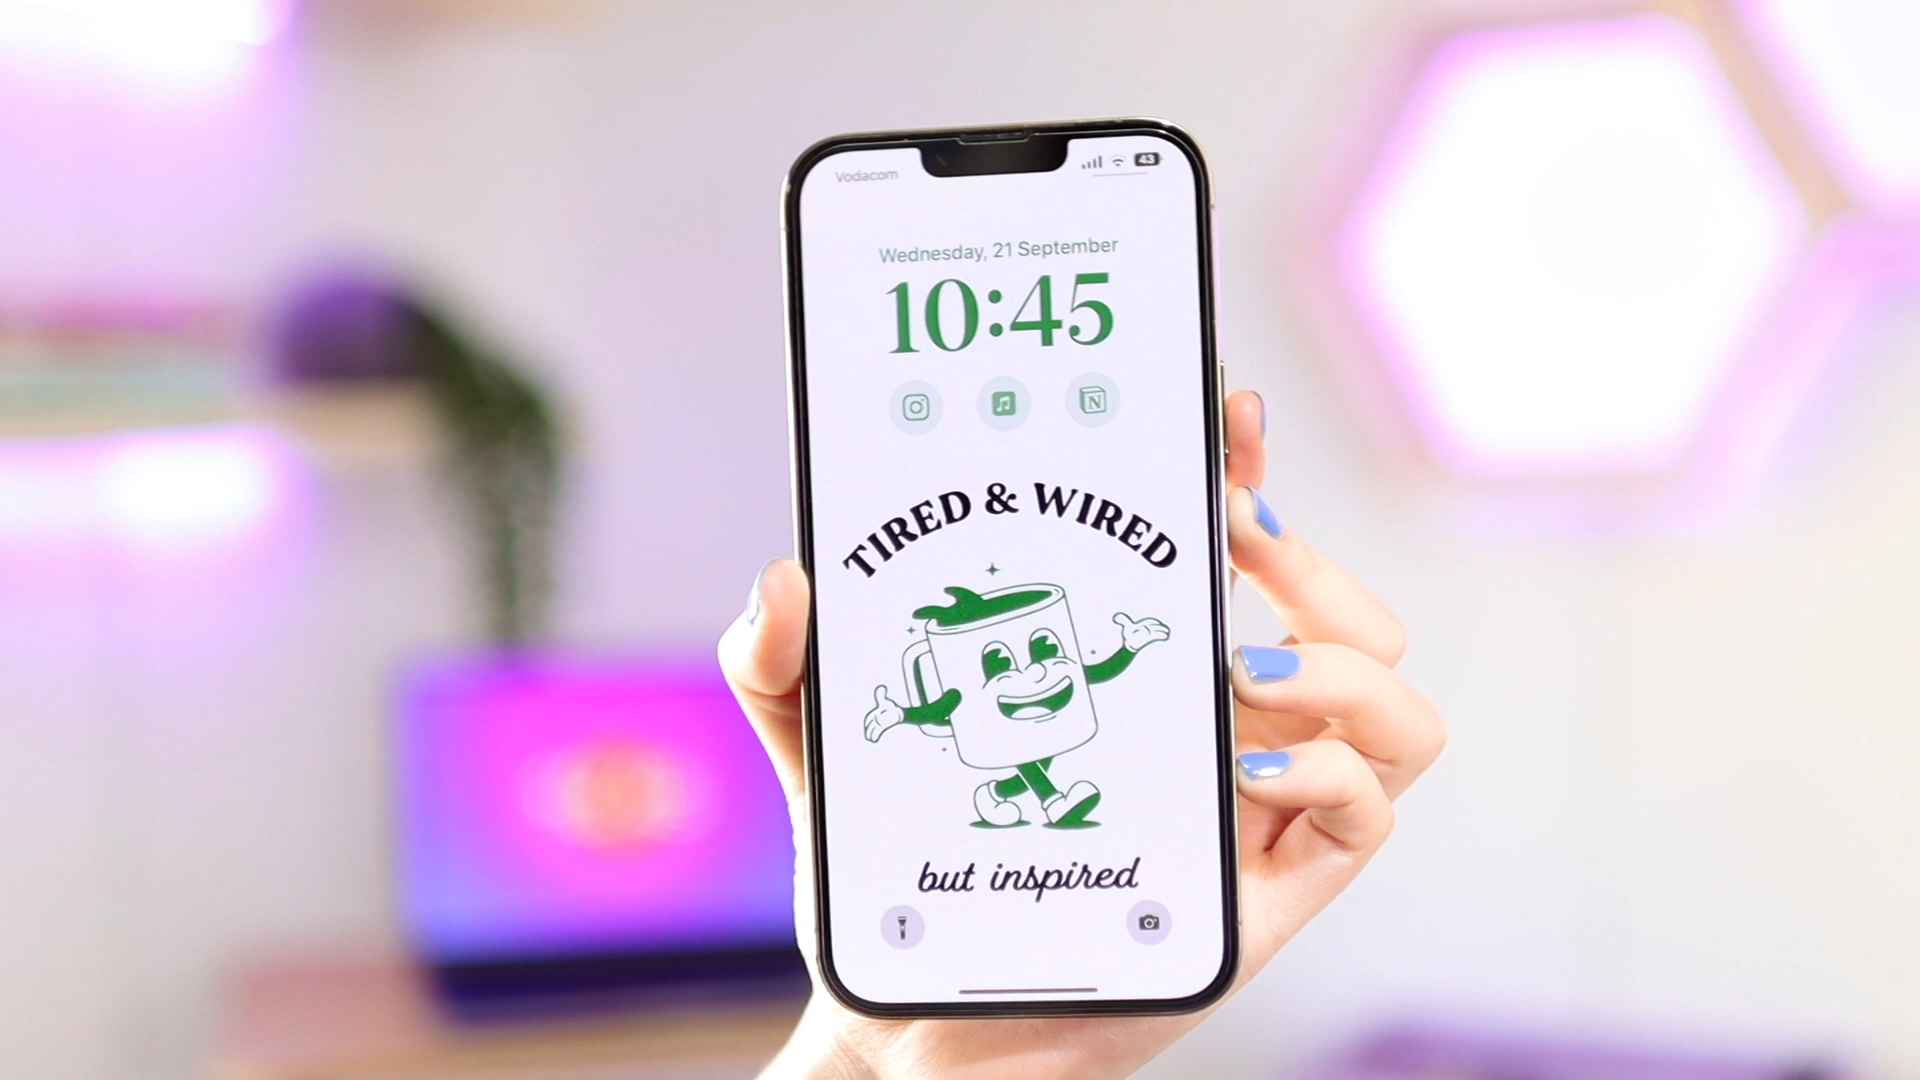 Vodacom
43
Wednesday, 21 September
10:45
N
TIRED & WIRED
but inspired